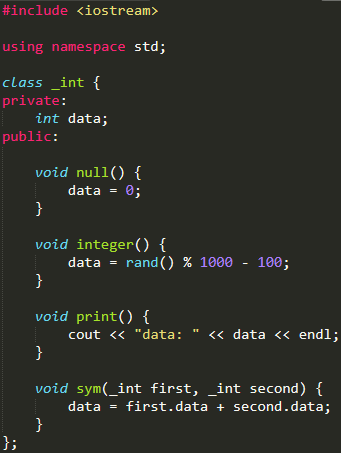 #include <iostream>
using namespace std;
class _int {
private:
    int data;
public:
    void null() {
        data = 0;
    }
    void integer() {
        data = rand() % 1000 - 100;
    }
    void print() {
        cout << "data: " << data << endl;
    }
    void sym(_int first, _int second) {
        data = first.data + second.data;
    }
};